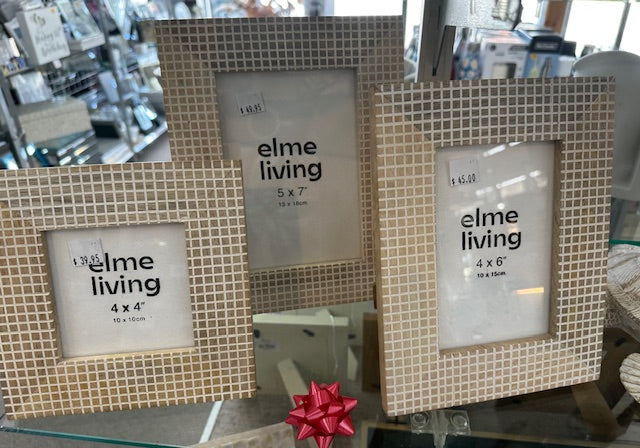 $ 39.95
elme
living
4 x 4"
10 x 10cm
$ 49.95
elme
living
5 x 7"
13 x 18cm
$ 45.00
elme
living
4 x 6"
10 x 15cm